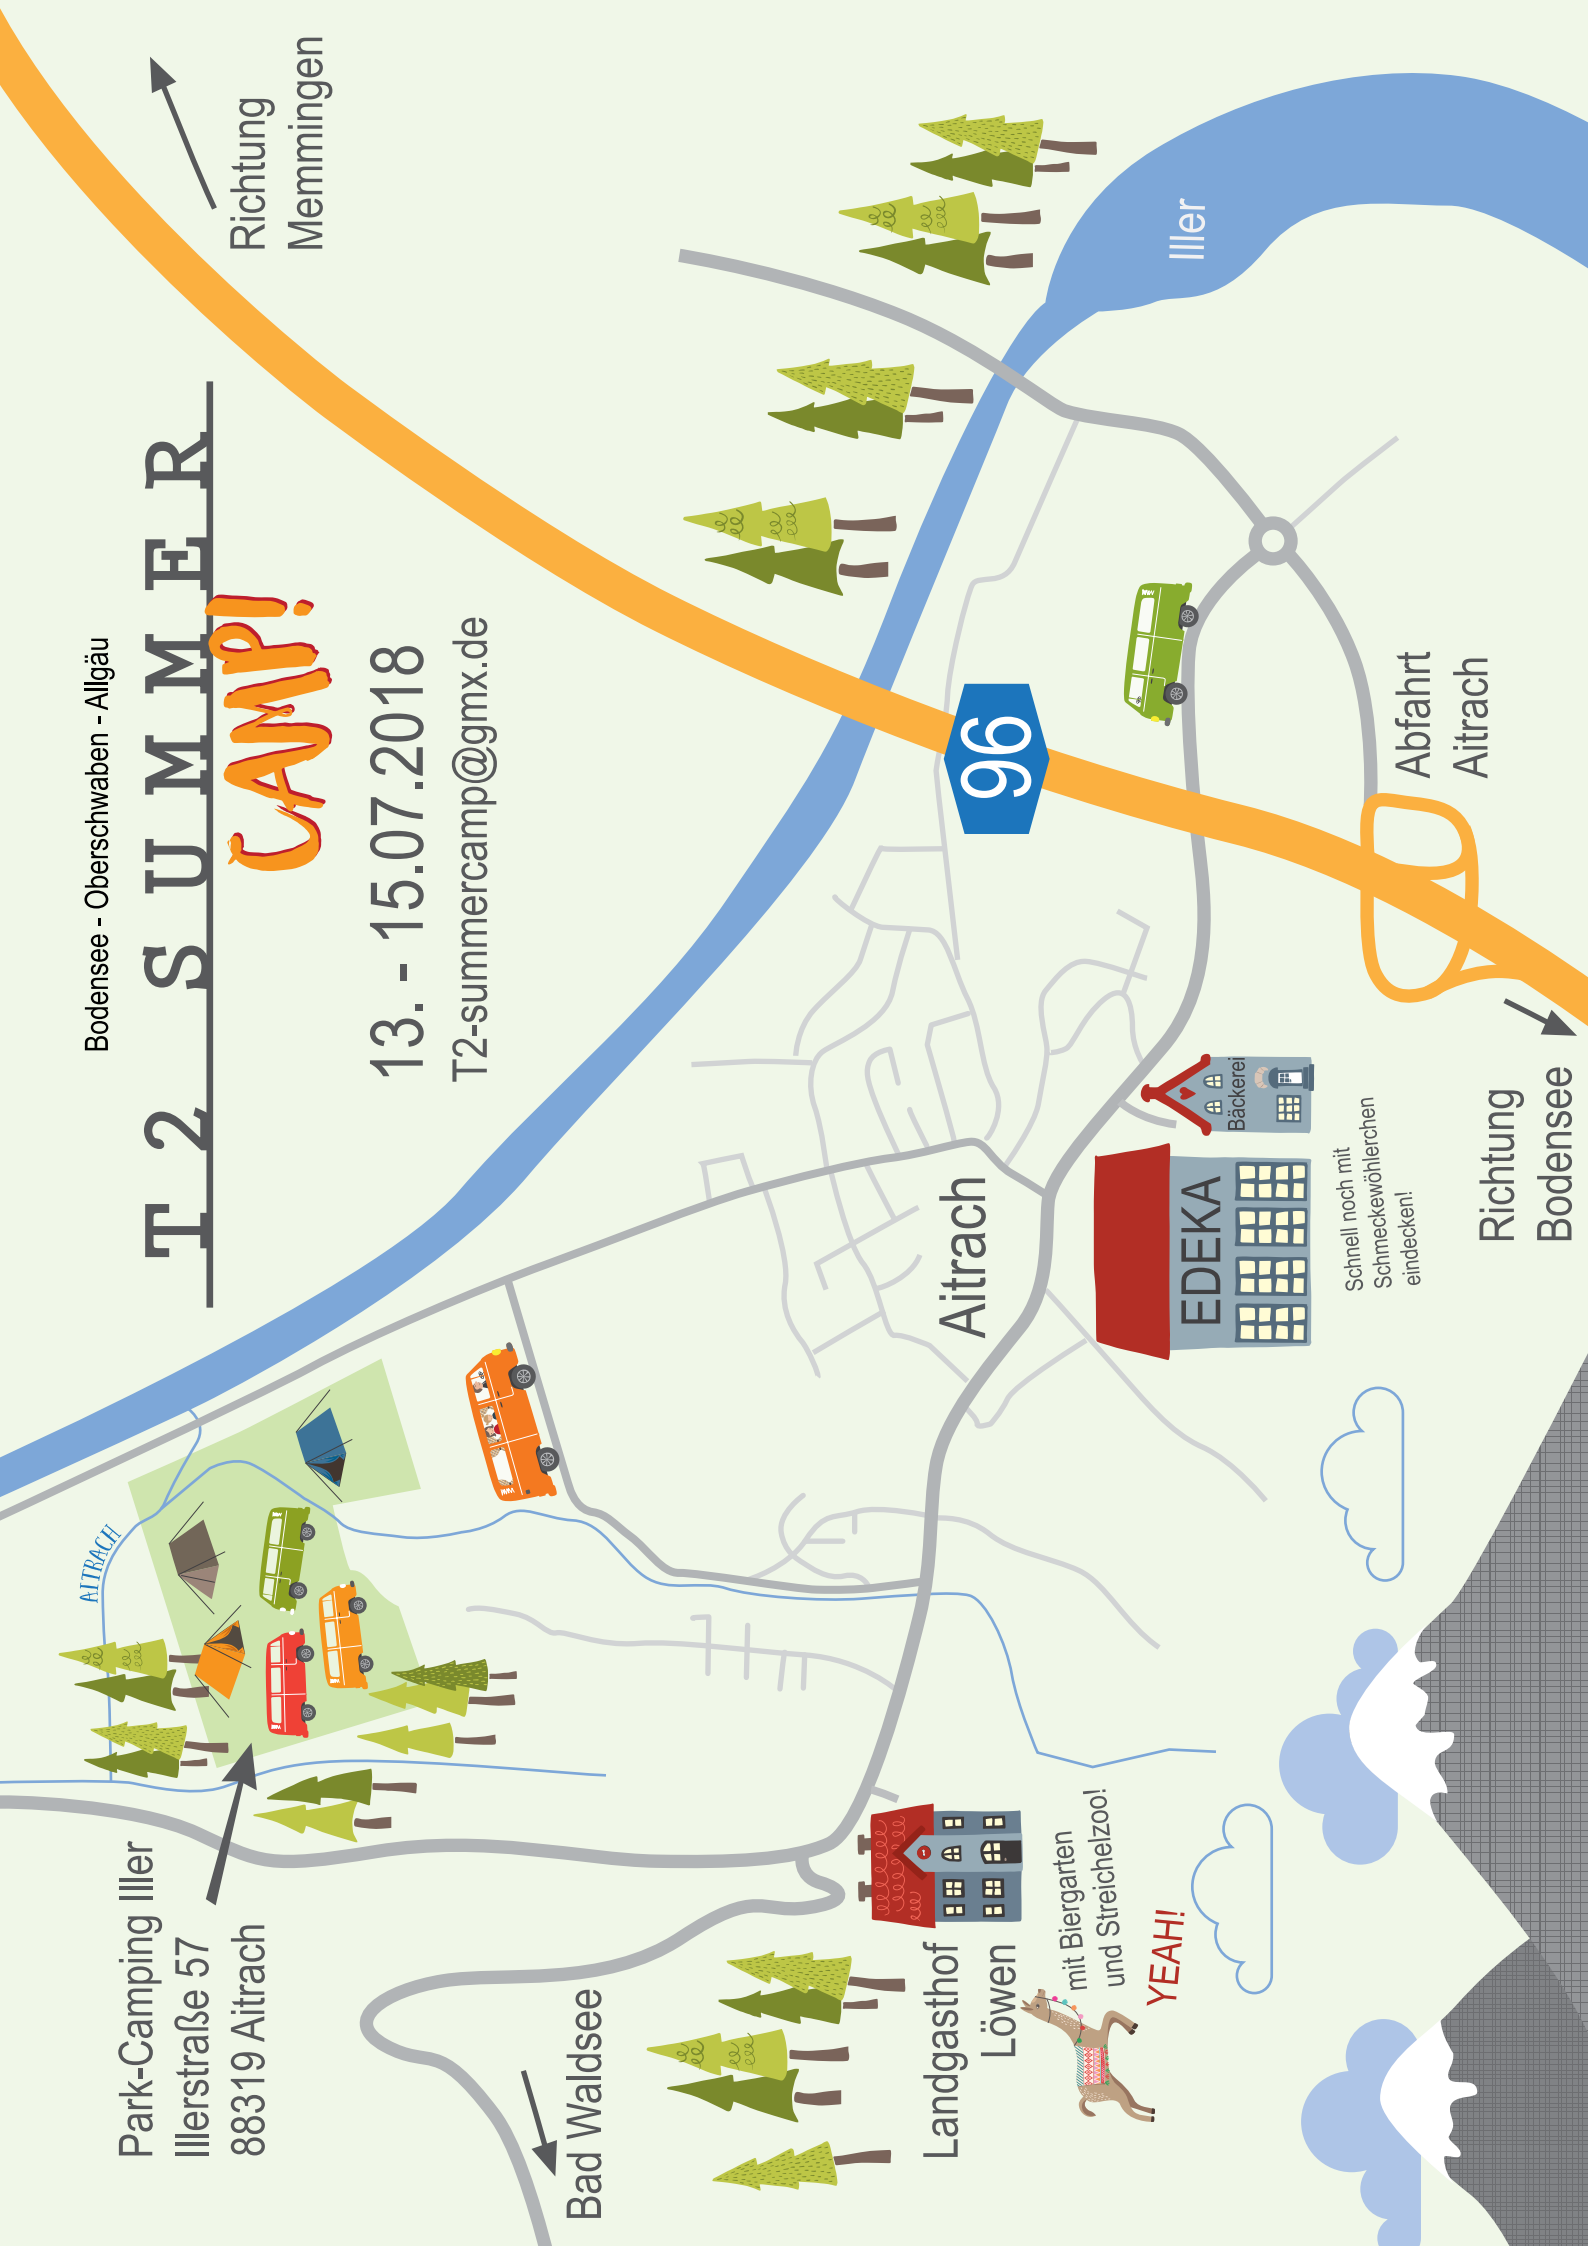 Bodensee - Oberschwaben - Allgäu
T2 SUMMER
CAMP!
13. - 15.07.2018
T2-summercamp@gmx.de
Richtung
Memmingen
Park-Camping Iller
Illerstraße 57
88319 Aitrach
AITRACH
Bad Waldsee
Iller
96
Aitrach
Landgasthof
Löwen
mit Biergarten
und Streichelzoo!
YEAH!
EDEKA
Bäckerei
Schnell noch mit
Schmeckewöhlerchen
eindecken!
Abfahrt
Aitrach
Richtung
Bodensee